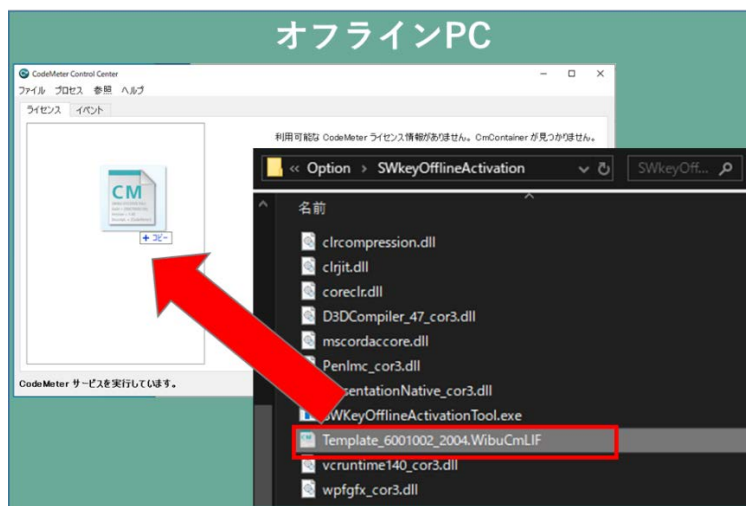 オフラインPC
CodeMeter Control Center
ファイル プロセス 参照 ヘルプ
ライセンス イベント
利用可能な CodeMeter ライセンス情報がありません。CmContainer が見つかりません。
CM
+ コピー
CodeMeter サービスを実行しています。
« Option › SWkeyOfflineActivation
SWkeyOff...
名前
clrcompression.dll
clrjit.dll
coreclr.dll
D3DCompiler_47_cor3.dll
mscordaccore.dll
PenImc_cor3.dll
sentationNative_cor3.dll
SWKeyOfflineActivationTool.exe
Template_6001002_2004.WibuCmLIF
vcruntime140_cor3.dll
wpfgfx_cor3.dll